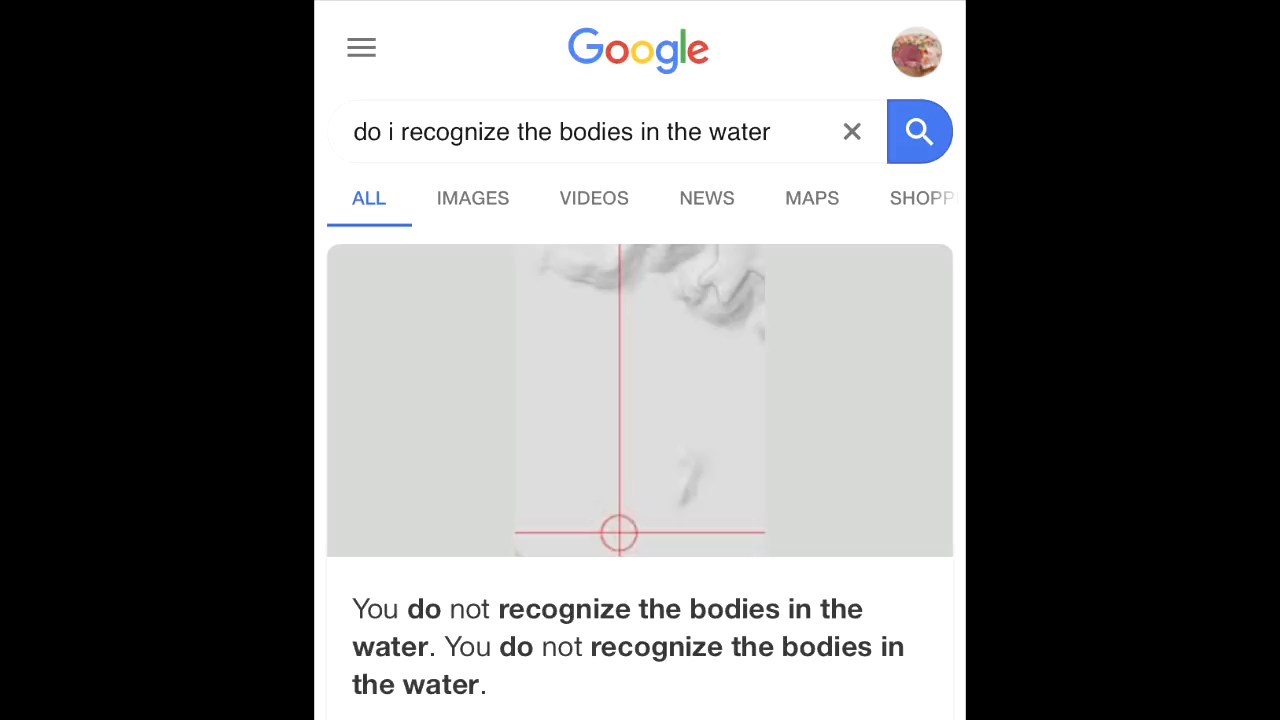 Google
do i recognize the bodies in the water
ALL IMAGES VIDEOS NEWS MAPS SHOPP
You do not recognize the bodies in the
water. You do not recognize the bodies in
the water.